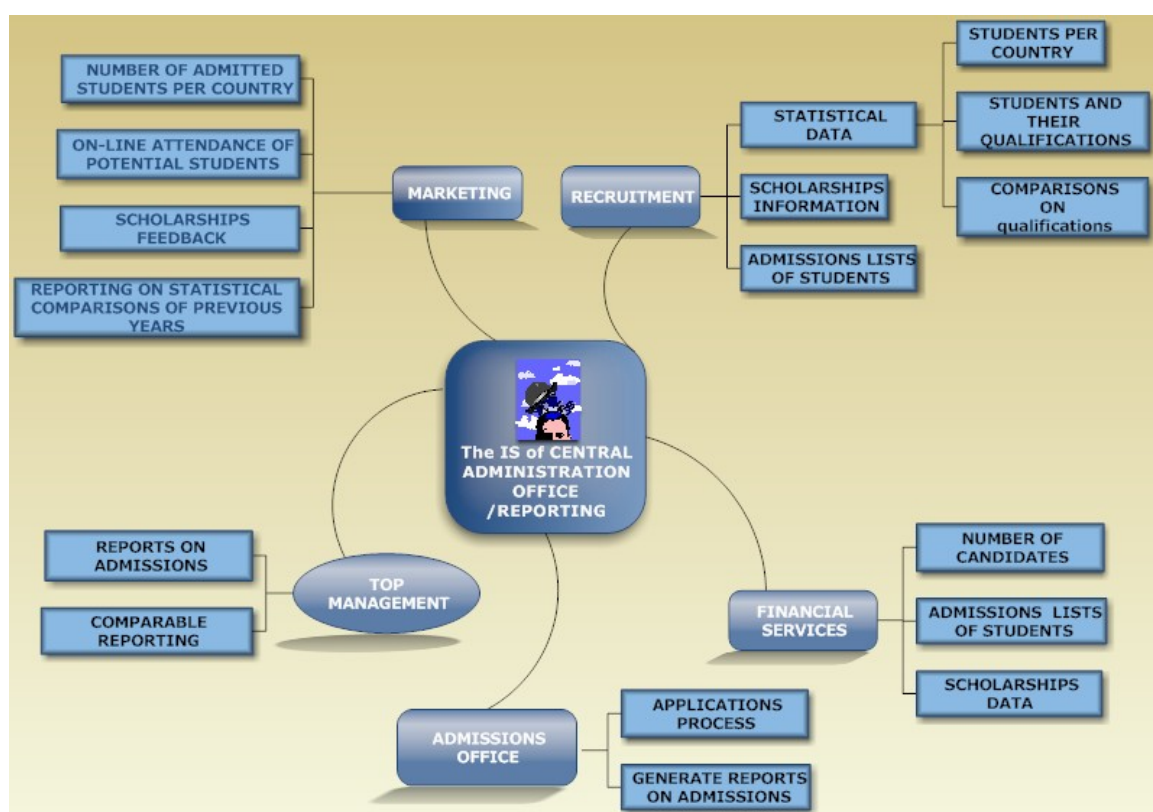 NUMBER OF ADMITTED
STUDENTS PER COUNTRY
ON-LINE ATTENDANCE OF
POTENTIAL STUDENTS
SCHOLARSHIPS
FEEDBACK
REPORTING ON STATISTICAL
COMPARISONS OF PREVIOUS
YEARS
MARKETING
RECRUITMENT
STATISTICAL
DATA
SCHOLARSHIPS
INFORMATION
ADMISSIONS LISTS
OF STUDENTS
STUDENTS PER
COUNTRY
STUDENTS AND
THEIR
QUALIFICATIONS
COMPARISONS
ON
qualifications
The IS of CENTRAL
ADMINISTRATION
OFFICE
/REPORTING
REPORTS ON
ADMISSIONS
COMPARABLE
REPORTING
TOP
MANAGEMENT
FINANCIAL
SERVICES
NUMBER OF
CANDIDATES
ADMISSIONS LISTS
OF STUDENTS
SCHOLARSHIPS
DATA
ADMISSIONS
OFFICE
APPLICATIONS
PROCESS
GENERATE REPORTS
ON ADMISSIONS